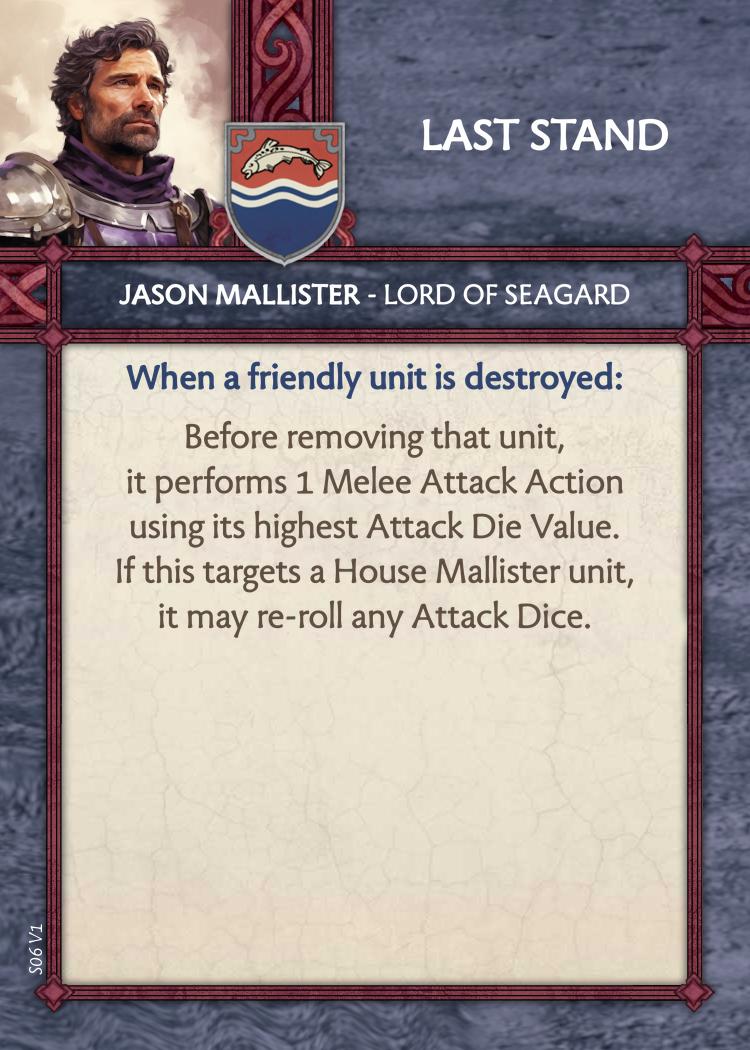 LAST STAND
JASON MALLISTER - LORD OF SEAGARD
When a friendly unit is destroyed:
Before removing that unit,
it performs 1 Melee Attack Action
using its highest Attack Die Value.
If this targets a House Mallister unit,
it may re-roll any Attack Dice.
S06 V1